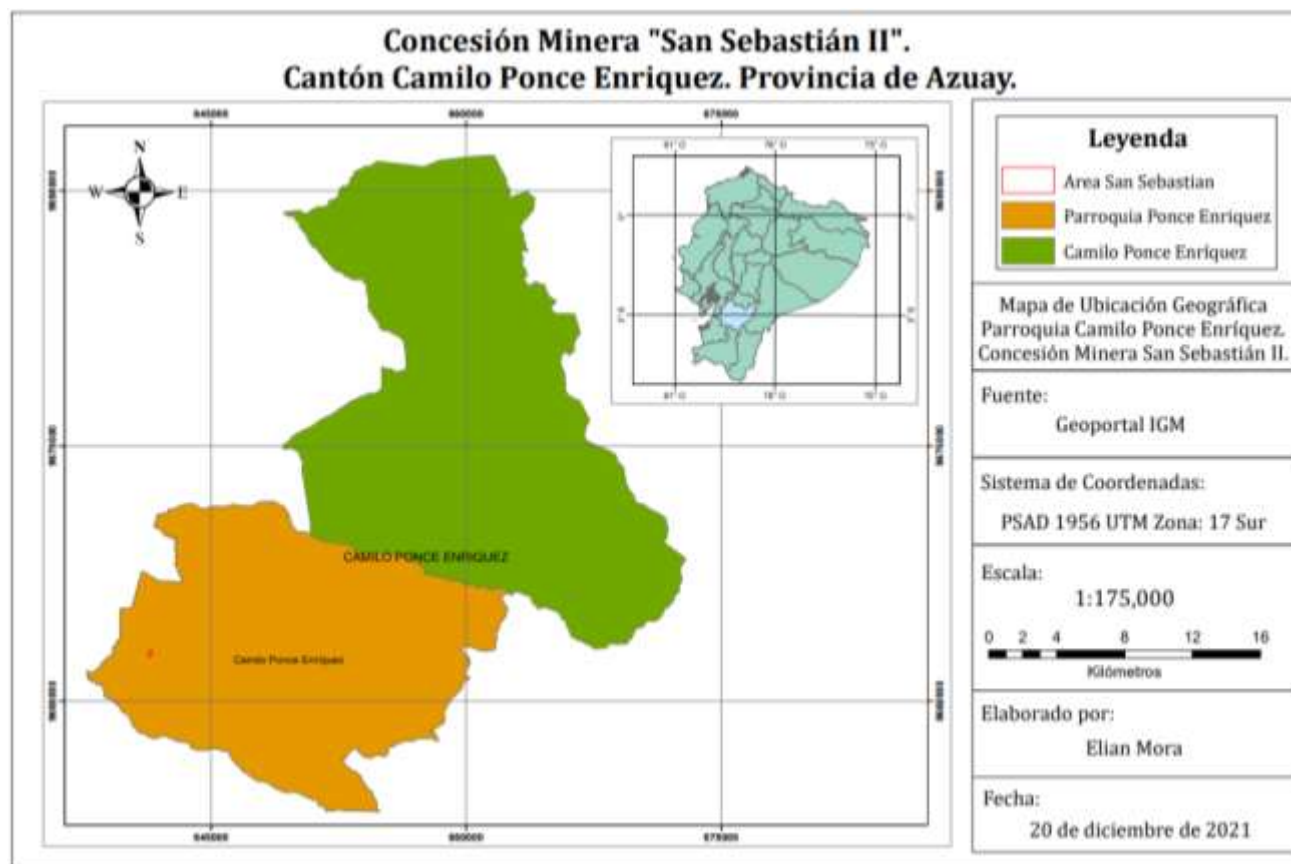 Concesión Minera "San Sebastián II".
Cantón Camilo Ponce Enriquez. Provincia de Azuay.
645000 660000 675000
N
W E
S
CAMILO PONCE ENRIQUEZ
Camilo Ponce Enriquez
645000 660000 675000
Leyenda
Area San Sebastian
Parroquia Ponce Enriquez
Camilo Ponce Enríquez
Mapa de Ubicación Geográfica
Parroquia Camilo Ponce Enríquez.
Concesión Minera San Sebastián II.
Fuente:
Geoportal IGM
Sistema de Coordenadas:
PSAD 1956 UTM Zona: 17 Sur
Escala:
1:175,000
0 2 4 8 12 16
Kilómetros
Elaborado por:
Elian Mora
Fecha:
20 de diciembre de 2021